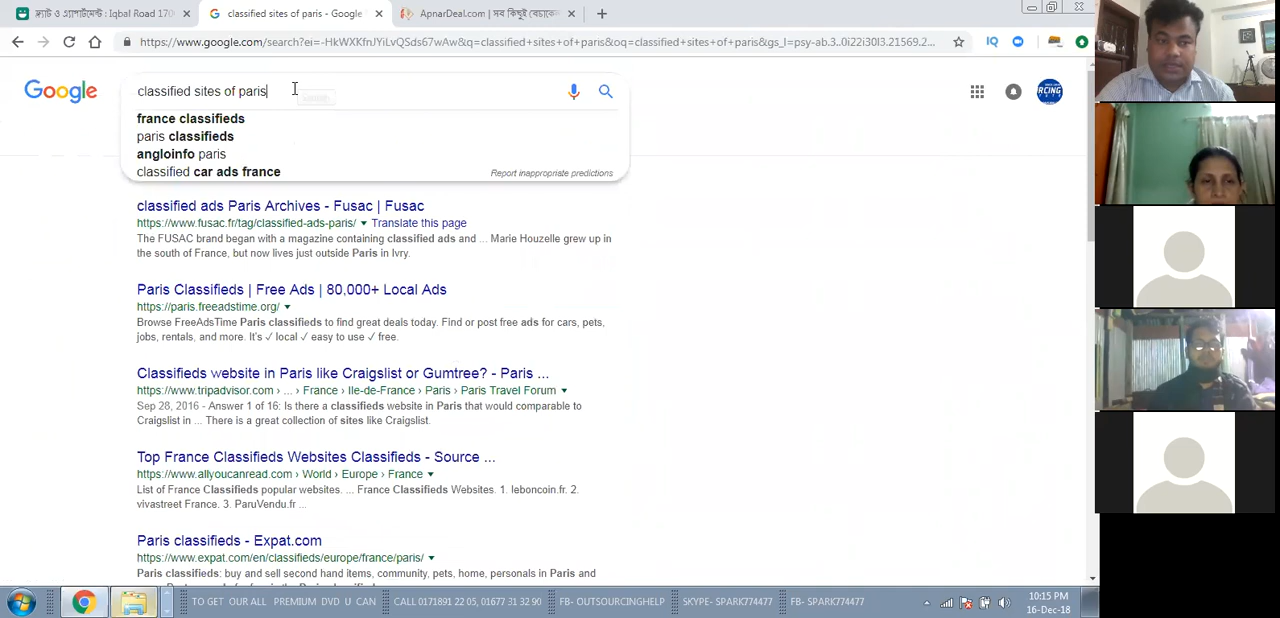 ফ্ল্যাট ও এপার্টমেন্ট : Iqbal Road 170
classified sites of paris - Google
ApnarDeal.com | সব কিছুই
https://www.google.com/search?ei=-HkWXKfnJYiLvQSds67wAw&q=classified+sites+of+paris&oq=classified+sites+of+paris&gs_l=psy-ab.3..0i22i30l3.21569.2...
IQ
Google
classified sites of paris
RCING
france classifieds
paris classifieds
angloinfo paris
classified car ads france
Report inappropriate predictions
classified ads Paris Archives - Fusac | Fusac
https://www.fusac.fr/tag/classified-ads-paris/ Translate this page
The FUSAC brand began with a magazine containing classified ads and ... Marie Houzelle grew up in
the south of France, but now lives just outside Paris in Ivry.
Paris Classifieds | Free Ads | 80,000+ Local Ads
https://paris.freeadstime.org/
Browse FreeAdsTime Paris classifieds to find great deals today. Find or post free ads for cars, pets,
jobs, rentals, and more. It's ✓ local ✓ easy to use ✓ free.
Classifieds website in Paris like Craigslist or Gumtree? - Paris ...
https://www.tripadvisor.com › ... › France › Ile-de-France › Paris › Paris Travel Forum
Sep 28, 2016 - Answer 1 of 16: Is there a classifieds website in Paris that would comparable to
Craigslist in ... There is a great collection of sites like Craigslist.
Top France Classifieds Websites Classifieds - Source ...
https://www.allyoucanread.com › World › Europe › France
List of France Classifieds popular websites. ... France Classifieds Websites. 1. leboncoin.fr. 2.
vivastreet France. 3. ParuVendu.fr ...
Paris classifieds - Expat.com
https://www.expat.com/en/classifieds/europe/france/paris/
Paris classifieds: buy and sell second hand items, community, pets, home, personals in Paris and
TO GET OUR ALL PREMIUM DVD U CAN
CALL 0171891 22 05, 01677 31 32 90
FB- OUTSOURCINGHELP
SKYPE- SPARK774477
FB- SPARK774477
10:15 PM
16-Dec-18